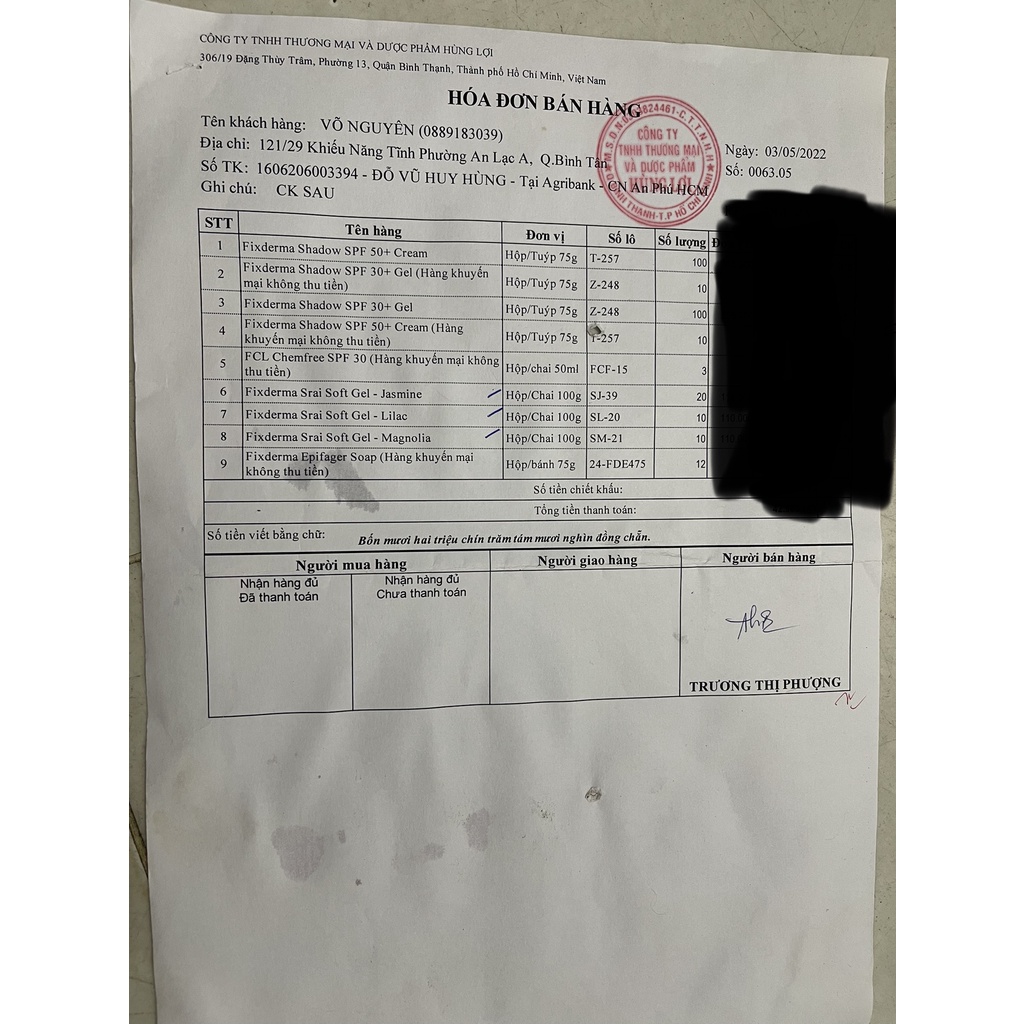 CÔNG TY TNHH THƯƠNG MẠI VÀ DƯỢC PHẨM HÙNG LỢI
306/19 Đặng Thùy Trâm, Phường 13, Quận Bình Thạnh, Thành phố Hồ Chí Minh, Việt Nam
HÓA ĐƠN BÁN HÀNG
Tên khách hàng: VÕ NGUYÊN (0889183039)
Địa chỉ: 121/29 Khiếu Năng Tĩnh Phường An Lạc A, Q.Bình Tân
Số TK: 1606206003394 - ĐỖ VŨ HUY HÙNG - Tại Agribank - CN An Phú HCM
Ghi chú: CK SAU
Ngày: 03/05/2022
Số: 0063.05
CÔNG TY
TNHH THƯƠNG MẠI
VÀ DƯỢC PHẨM
HÙNG LỢI
STT Tên hàng Đơn vị Số lô Số lượng
1 Fixderma Shadow SPF 50+ Cream Hộp/Tuýp 75g T-257 100
2 Fixderma Shadow SPF 30+ Gel (Hàng khuyến
mại không thu tiền) Hộp/Tuýp 75g Z-248 10
3 Fixderma Shadow SPF 30+ Gel Hộp/Tuýp 75g Z-248 100
4 Fixderma Shadow SPF 50+ Cream (Hàng
khuyến mại không thu tiền) Hộp/Tuýp 75g T-257 10
5 FCL Chemfree SPF 30 (Hàng khuyến mại không
thu tiền) Hộp/chai 50ml FCF-15 3
6 Fixderma Srai Soft Gel - Jasmine Hộp/Chai 100g SJ-39 20
7 Fixderma Srai Soft Gel - Lilac Hộp/Chai 100g SL-20 10
8 Fixderma Srai Soft Gel - Magnolia Hộp/Chai 100g SM-21 10
9 Fixderma Epifager Soap (Hàng khuyến mại
không thu tiền) Hộp/bánh 75g 24-FDE475 12
Số tiền chiết khấu:
Tổng tiền thanh toán:
Số tiền viết bằng chữ: Bốn mươi hai triệu chín trăm tám mươi nghìn đồng chẵn.
Người mua hàng Người giao hàng Người bán hàng
Nhận hàng đủ
Đã thanh toán
Nhận hàng đủ
Chưa thanh toán
TRƯƠNG THỊ PHƯỢNG